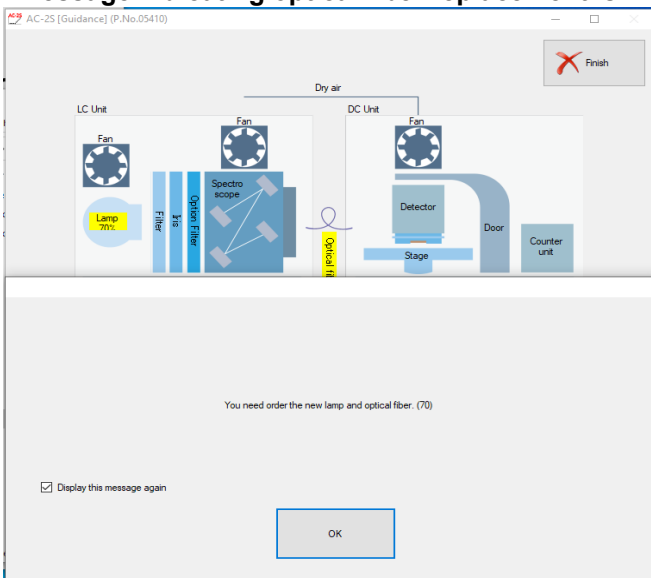 AC-2S [Guidance] (P.No.05410)
Finish
Dry air
LC Unit
DC Unit
Fan
Fan
Fan
Spectro
scope
Lamp
70%
Filter
Iris
Option Filter
Optical
Detector
Stage
Door
Counter
unit
You need order the new lamp and optical fiber. (70)
Display this message again
OK